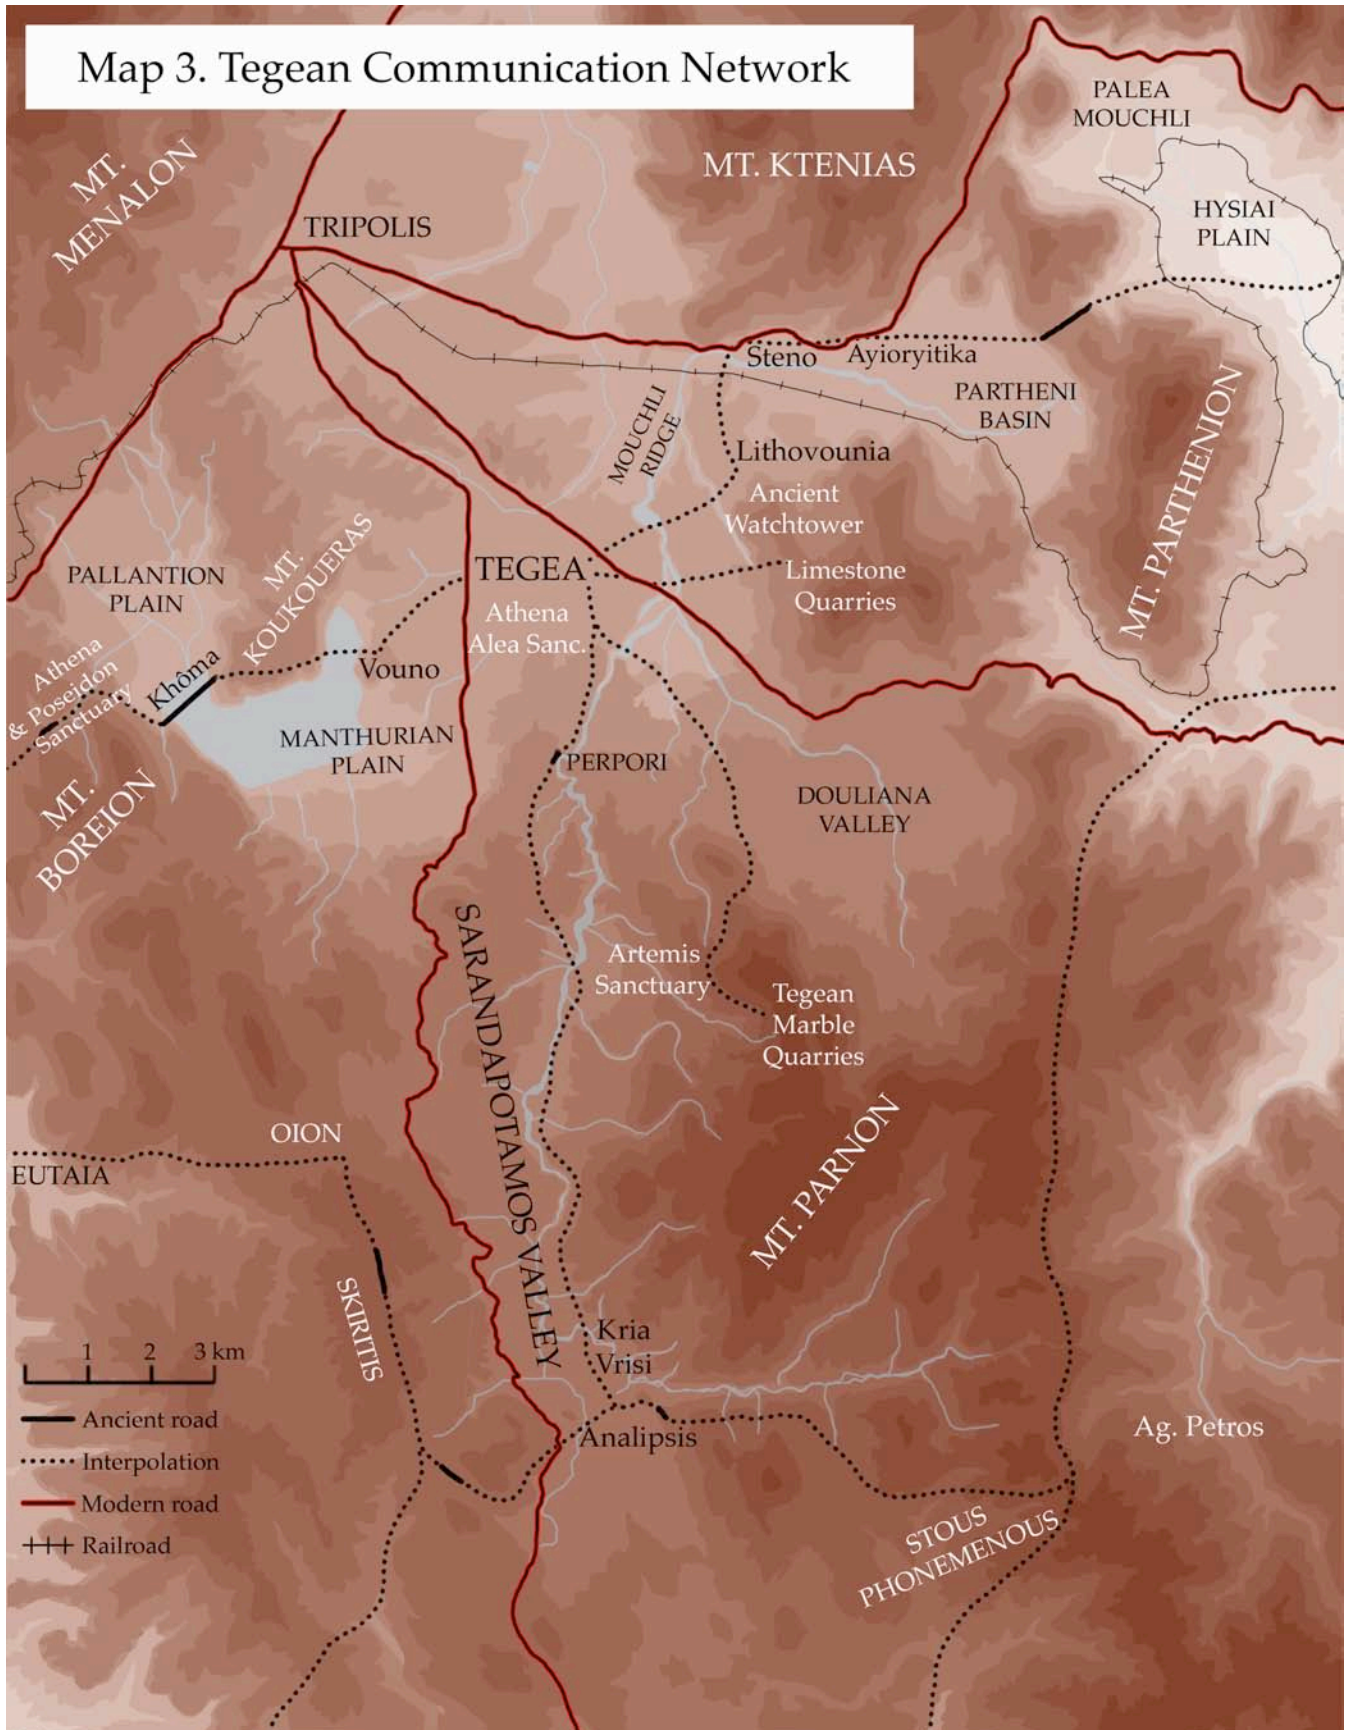 Map 3. Tegean Communication Network
PALEA
MOUCHLI
MT.
MENALON
MT. KTENIAS
TRIPOLIS
HYSIAI
PLAIN
Steno
Ayioryitika
PARTHENI
BASIN
MOUCHLI
RIDGE
Lithovounia
Ancient
Watchtower
MT. PARTHENION
MT.
KOUKOUERAS
PALLANTION
PLAIN
TEGEA
Limestone
Quarries
Athena
Alea Sanc.
Athena
& Poseidon
Sanctuary
Khôma
Vouno
MANTHURIAN
PLAIN
PERPORI
MT.
BOREION
DOULIANA
VALLEY
SARANDAPOTAMOS VALLEY
Artemis
Sanctuary
Tegean
Marble
Quarries
OION
EUTAIA
MT. PARNON
SKIRITIS
Kria
Vrisi
1 2 3 km
Ancient road
Interpolation
Modern road
Railroad
Analipsis
Ag. Petros
STOUS
PHONEMENOUS